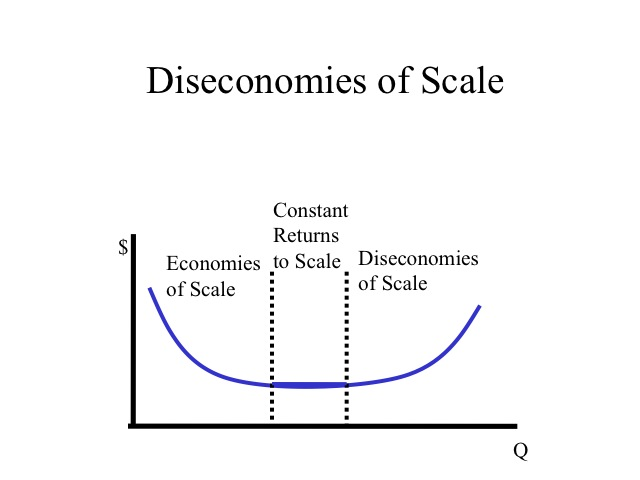 Diseconomies of Scale
Constant
Returns
to Scale
$
Economies
of Scale
Diseconomies
of Scale
Q